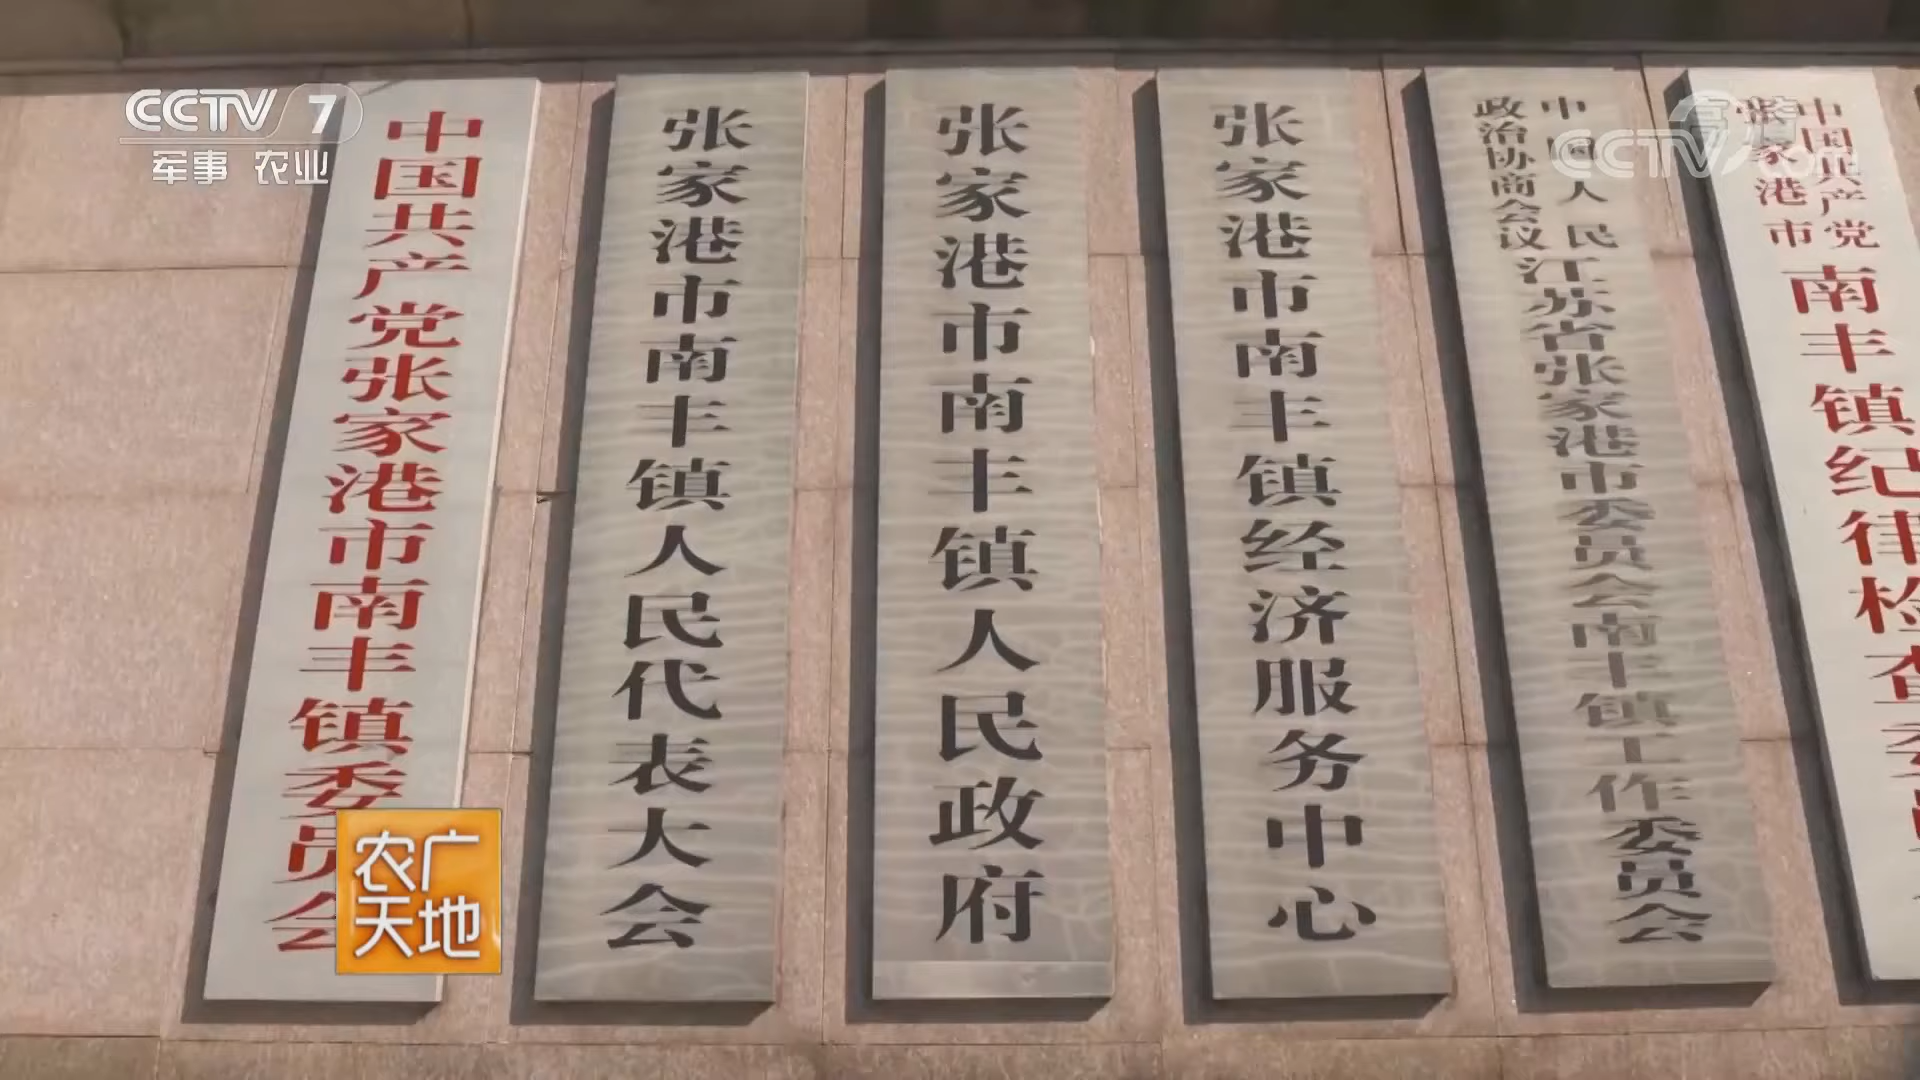 CCTV 7
军事 农业
中国共产党张家港市南丰镇委员会
张家港市南丰镇人民代表大会
张家港市南丰镇人民政府
张家港市南丰镇经济服务中心
中国人民
政治协商会议
江苏省张家港市委员会南丰镇工作委员会
中国共产党
张家港市
南丰镇纪律检查委员
高清
CCTV.com
农广
天地